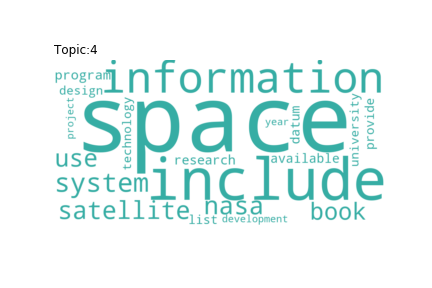 Topic:4
program information
design
project technology space year datum university provide
use research available
system include
satellite nasa book
list development